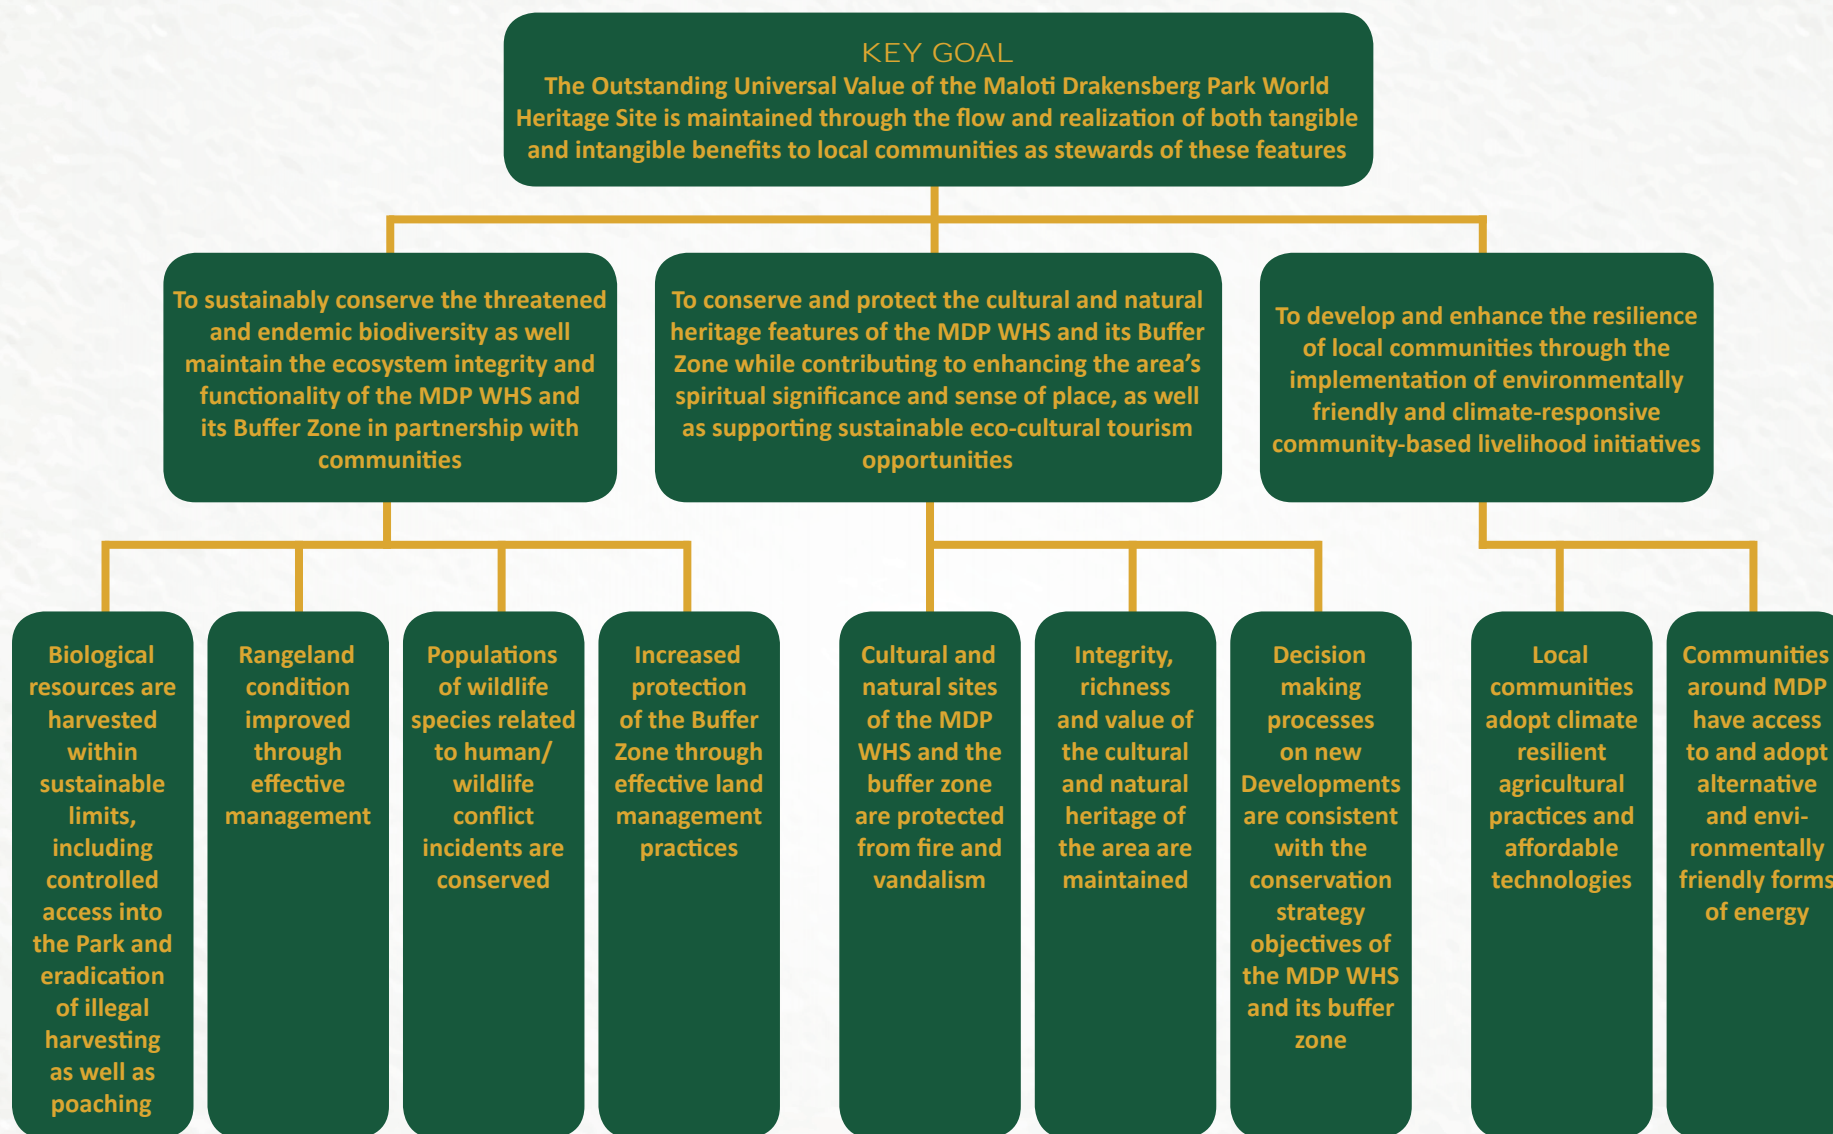 KEY GOAL
The Outstanding Universal Value of the Maloti Drakensberg Park World
Heritage Site is maintained through the flow and realization of both tangible
and intangible benefits to local communities as stewards of these features
To sustainably conserve the threatened
and endemic biodiversity as well
maintain the ecosystem integrity and
functionality of the MDP WHS and
its Buffer Zone in partnership with
communities
To conserve and protect the cultural and natural
heritage features of the MDP WHS and its Buffer
Zone while contributing to enhancing the area’s
spiritual significance and sense of place, as well
as supporting sustainable eco-cultural tourism
opportunities
To develop and enhance the resilience
of local communities through the
implementation of environmentally
friendly and climate-responsive
community-based livelihood initiatives
Biological
resources are
harvested
within
sustainable
limits,
including
controlled
access into
the Park and
eradication
of illegal
harvesting
as well as
poaching
Rangeland
condition
improved
through
effective
management
Populations
of wildlife
species related
to human/
wildlife
conflict
incidents are
conserved
Increased
protection
of the Buffer
Zone through
effective land
management
practices
Cultural and
natural sites
of the MDP
WHS and the
buffer zone
are protected
from fire and
vandalism
Integrity,
richness
and value of
the cultural
and natural
heritage of
the area are
maintained
Decision
making
processes
on new
Developments
are consistent
with the
conservation
strategy
objectives of
the MDP WHS
and its buffer
zone
Local
communities
adopt climate
resilient
agricultural
practices and
affordable
technologies
Communities
around MDP
have access
to and adopt
alternative
and envi-
ronmentally
friendly forms
of energy